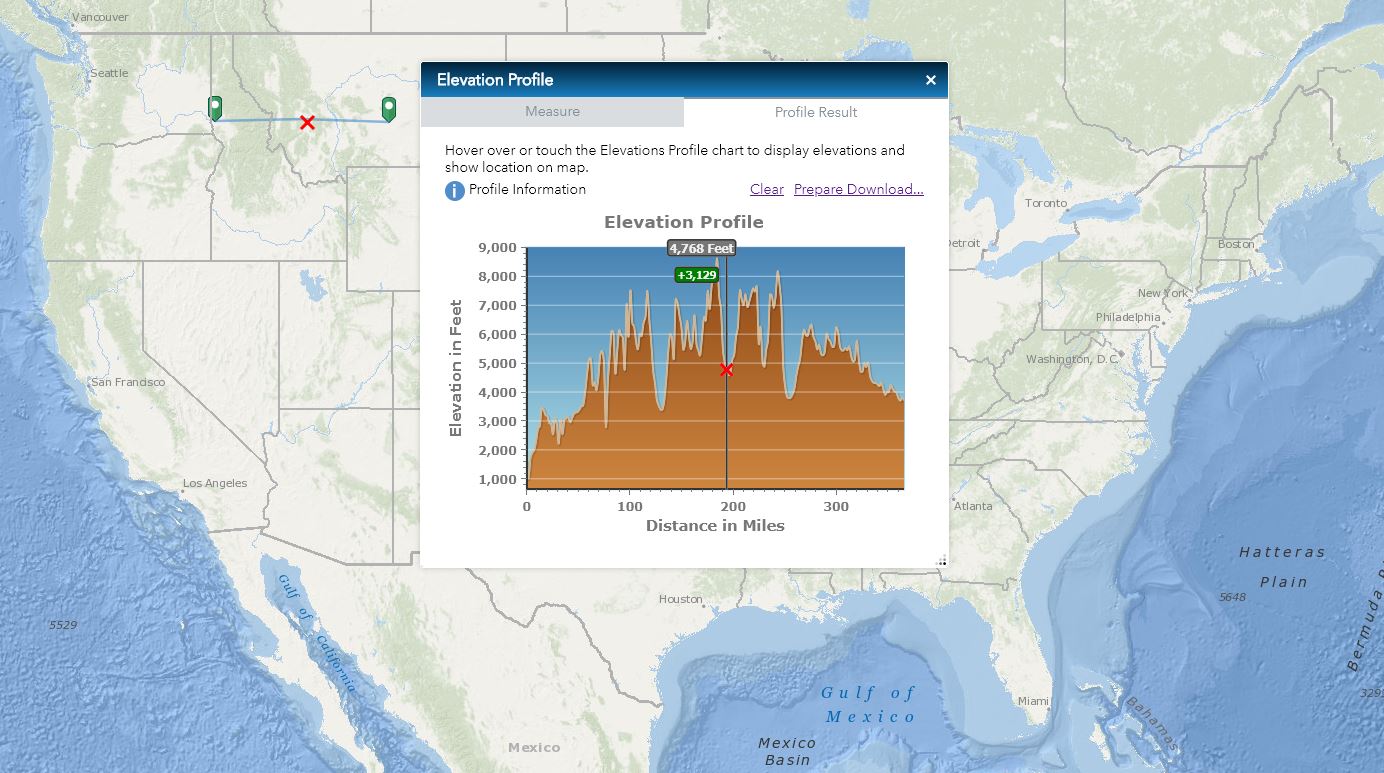 Vancouver
Seattle
Elevation Profile
Measure
Profile Result
Hover over or touch the Elevations Profile chart to display elevations and
show location on map.
i Profile Information
Clear Prepare Download...
Elevation Profile
4,768 Feet
+3,129
9,000
8,000
7,000
6,000
5,000
4,000
3,000
2,000
1,000
Elevation in Feet
0 100 200 300
Distance in Miles
Toronto
Detroit
Boston
New York
Philadelphia
Washington, D.C.
San Francisco
Los Angeles
Atlanta
Hatteras
Plain
5648
Gulf of California
Houston
5529
Gulf of
Mexico
Miami
Bahamas
Mexico
Mexico
Basin